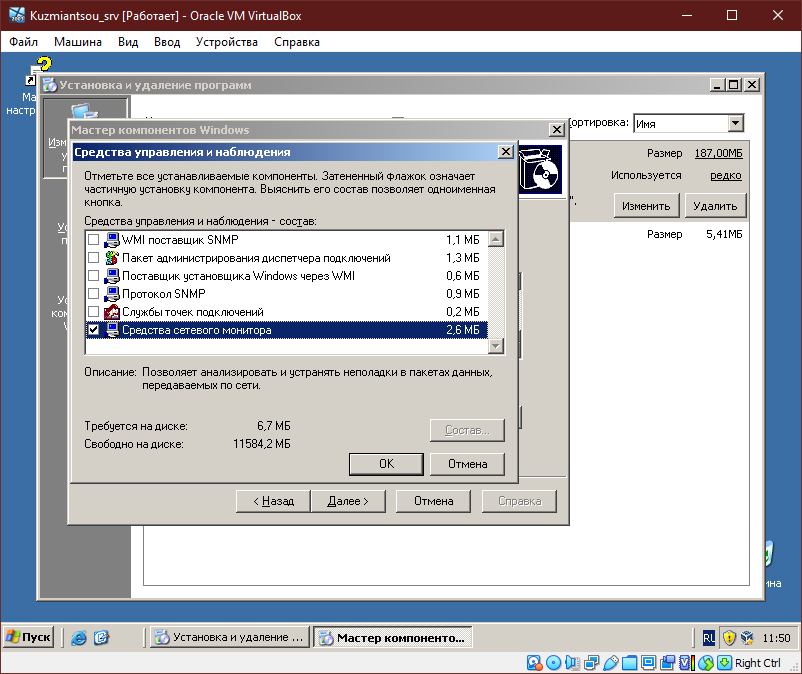 Kuzmiantsou_srv [Работает] - Oracle VM VirtualBox
Файл Машина Вид Ввод Устройства Справка
Установка и удаление программ
Сортировка: Имя
Мастер компонентов Windows
Средства управления и наблюдения
Размер 187,00МБ
Используется редко
Изменить Удалить
Размер 5,41МБ
Отметьте все устанавливаемые компоненты. Затененный флажок означает
частичную установку компонента. Выяснить его состав позволяет одноименная
кнопка.
Средства управления и наблюдения - состав:
WMI поставщик SNMP 1,1 МБ
Пакет администрирования диспетчера подключений 1,3 МБ
Поставщик установщика Windows через WMI 0,6 МБ
Протокол SNMP 0,9 МБ
Службы точек подключений 0,2 МБ
Средства сетевого монитора 2,6 МБ
Описание: Позволяет анализировать и устранять неполадки в пакетах данных,
передаваемых по сети.
Требуется на диске: 6,7 МБ
Свободно на диске: 11584,2 МБ
Состав...
OK Отмена
< Назад Далее > Отмена Справка
Пуск
Установка и удаление ...
Мастер компоненто...
RU 11:50
Right Ctrl